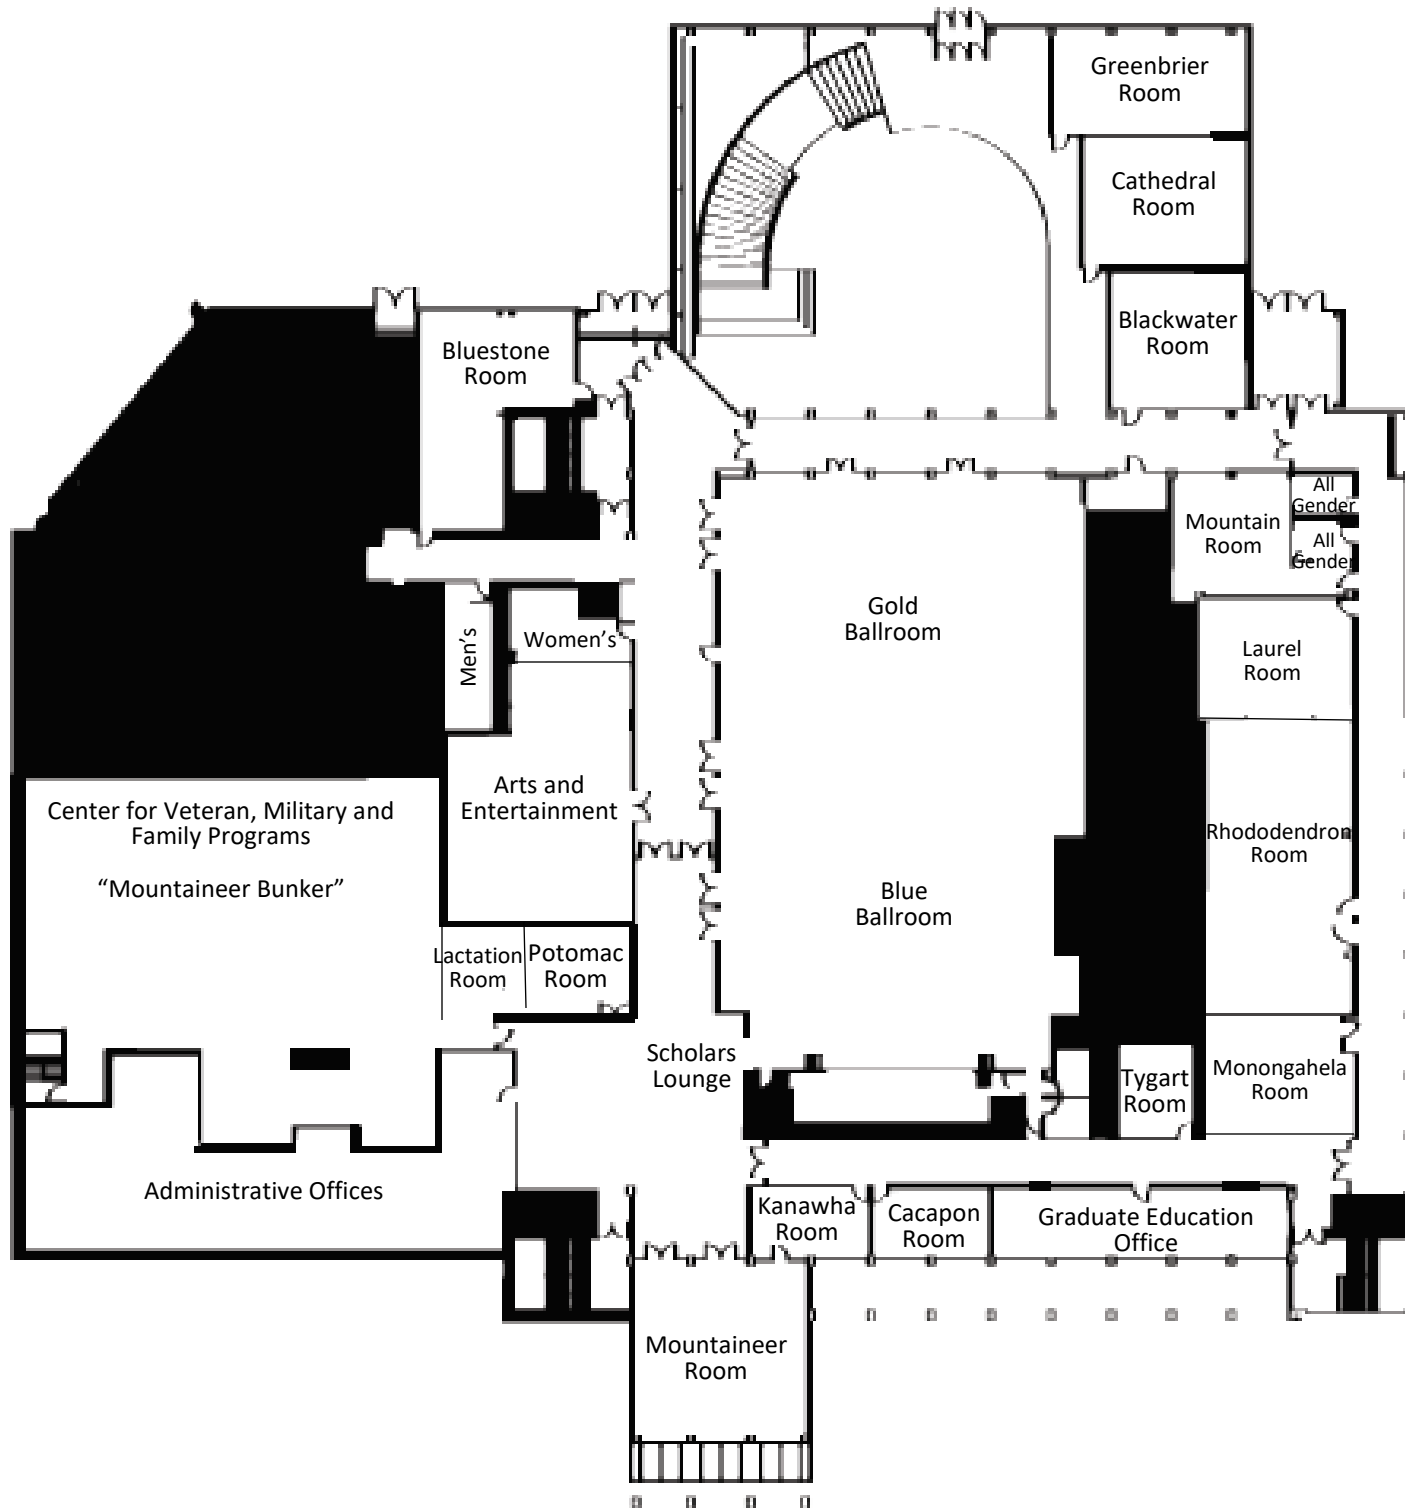 Greenbrier
Room
Cathedral
Room
Blackwater
Room
Bluestone
Room
All
Gender
Mountain
Room
All
Gender
Gold
Ballroom
Women’s
Men’s
Laurel
Room
Arts and
Entertainment
Center for Veteran, Military and
Family Programs
“Mountaineer Bunker”
Rhododendron
Room
Blue
Ballroom
Lactation
Room
Potomac
Room
Scholars
Lounge
Tygart
Room
Monongahela
Room
Administrative Offices
Kanawha
Room
Cacapon
Room
Graduate Education
Office
Mountaineer
Room